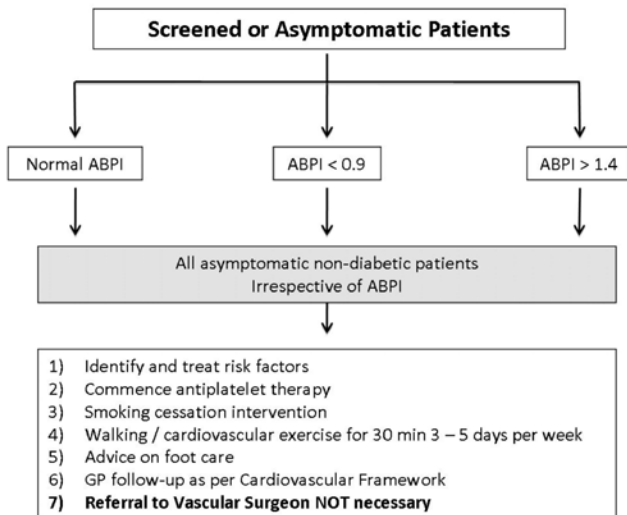 Screened or Asymptomatic Patients
Normal ABPI
ABPI < 0.9
ABPI > 1.4
All asymptomatic non-diabetic patients
Irrespective of ABPI
1) Identify and treat risk factors
2) Commence antiplatelet therapy
3) Smoking cessation intervention
4) Walking / cardiovascular exercise for 30 min 3 – 5 days per week
5) Advice on foot care
6) GP follow-up as per Cardiovascular Framework
7) Referral to Vascular Surgeon NOT necessary